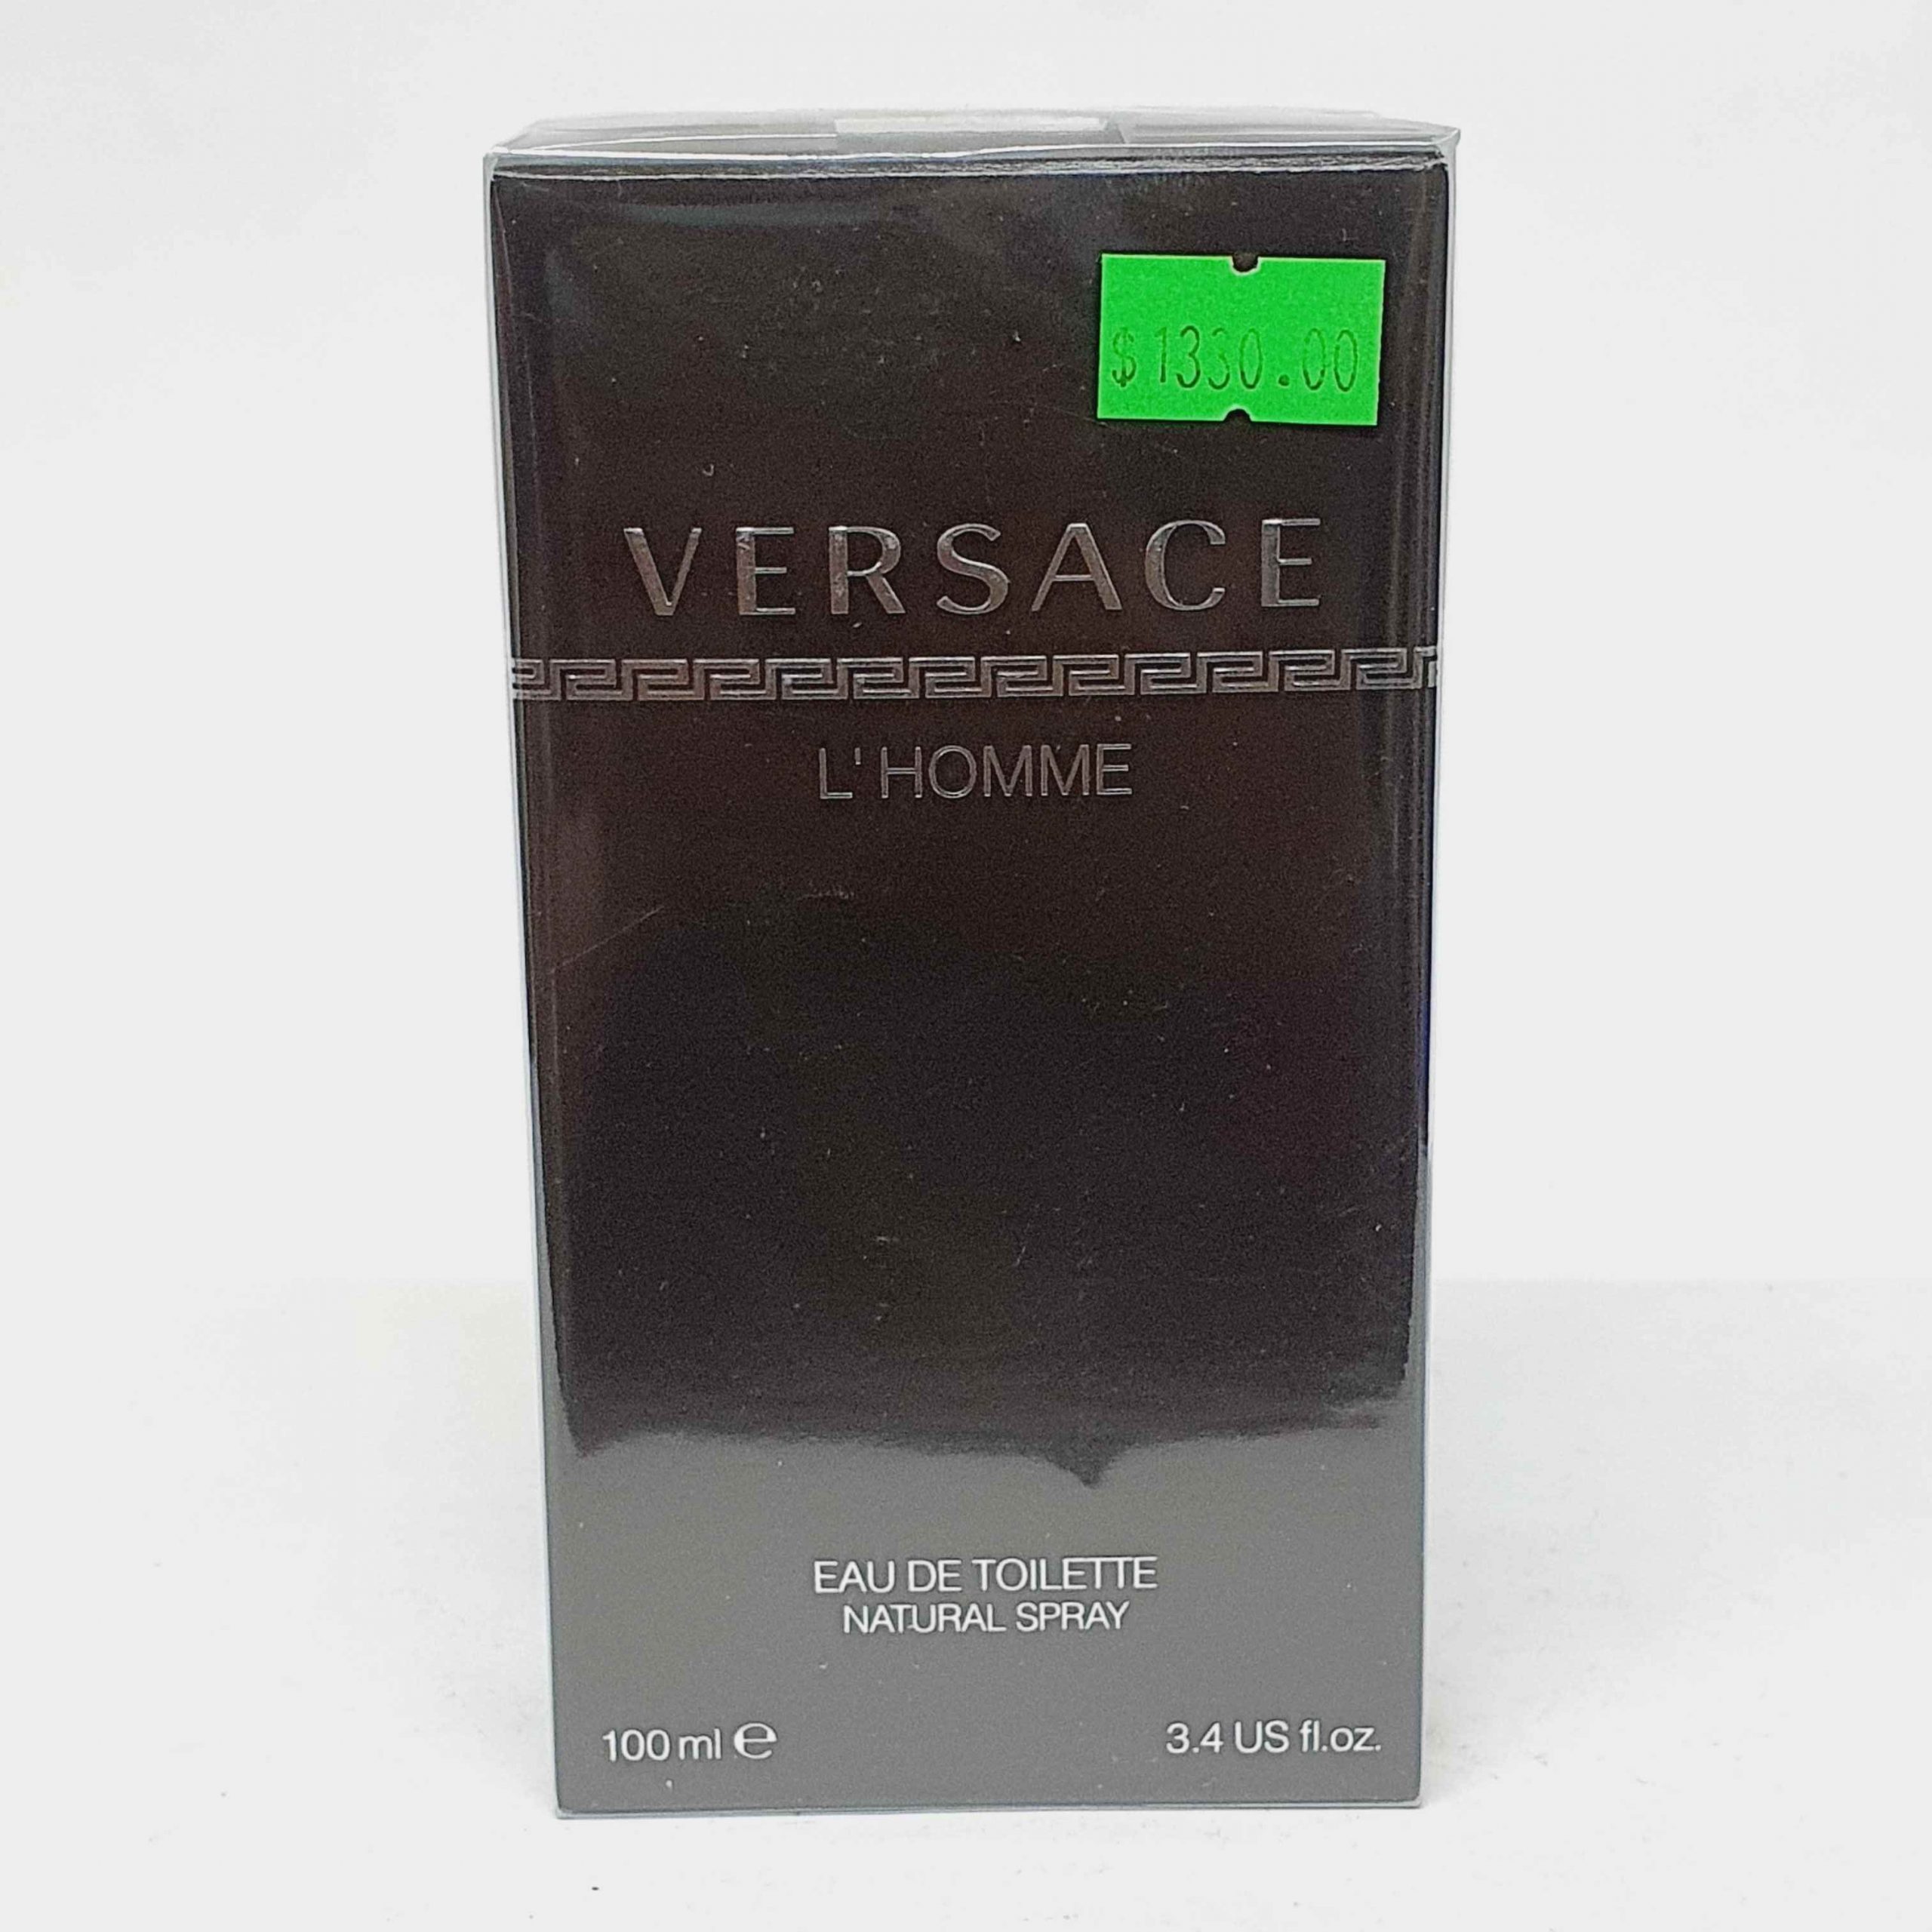 $1330.00
VERSACE
L'HOMME
EAU DE TOILETTE
NATURAL SPRAY
100 ml ℮
3.4 US fl.oz.